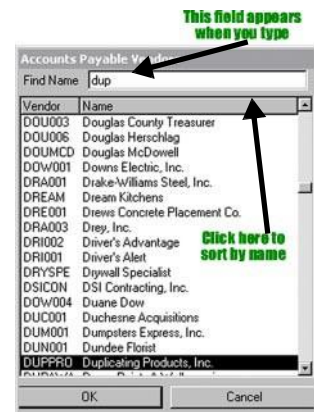 This field appears
when you type
Accounts Payable
Find Name dup
Vendor Name
DOU003 Douglas County Treasurer
DOU006 Douglas Herschlag
DOUMCD Douglas McDowell
DOW001 Downs Electric, Inc.
DRA001 Drake-Williams Steel, Inc.
DREAM Dream Kitchens
DRE001 Drews Concrete Placement Co.
DRA003 Drey, Inc.
DRI002 Driver's Advantage
DRI001 Driver's Alert
Click here to
sort by name
DRYSPE Drywall Specialist
DSICON DSI Contracting, Inc.
DOW004 Duane Dow
DUC001 Duchesne Acquisitions
DUM001 Dumpsters Express, Inc.
DUN001 Dundee Florist
DUPPRO Duplicating Products, Inc.
OK Cancel